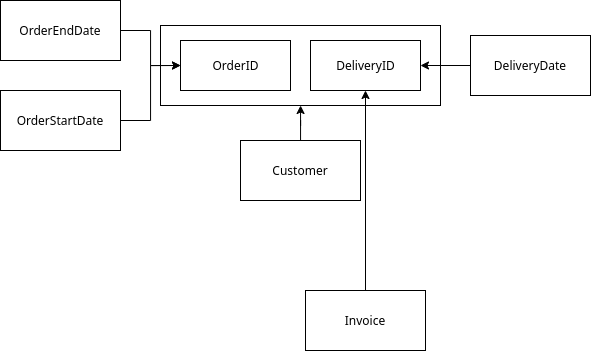 OrderEndDate
OrderID
DeliveryID
DeliveryDate
OrderStartDate
Customer
Invoice